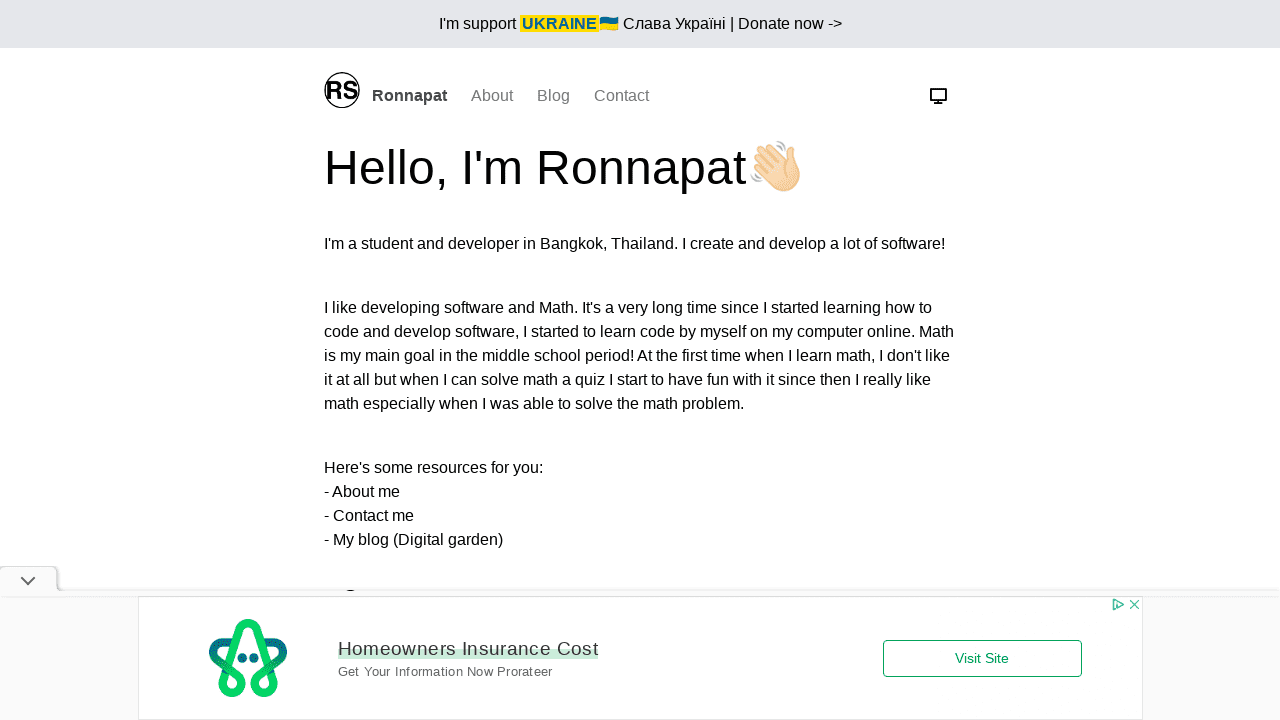 I'm support UKRAINE🇺🇦 Слава Україні | Donate now ->
RS Ronnapat About Blog Contact
Hello, I'm Ronnapat👋🏻
I'm a student and developer in Bangkok, Thailand. I create and develop a lot of software!
I like developing software and Math. It's a very long time since I started learning how to
code and develop software, I started to learn code by myself on my computer online. Math
is my main goal in the middle school period! At the first time when I learn math, I don't like
it at all but when I can solve math a quiz I start to have fun with it since then I really like
math especially when I was able to solve the math problem.
Here's some resources for you:
- About me
- Contact me
- My blog (Digital garden)
Homeowners Insurance Cost
Get Your Information Now Prorateer
Visit Site